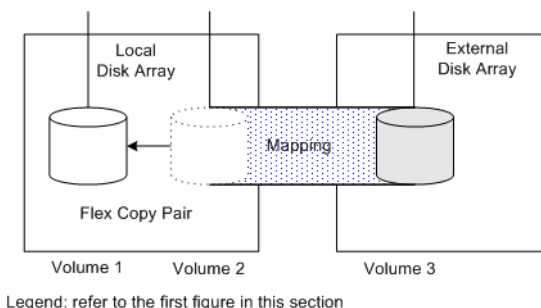 Local
Disk Array
External
Disk Array
Mapping
Flex Copy Pair
Volume 1
Volume 2
Volume 3
Legend: refer to the first figure in this section